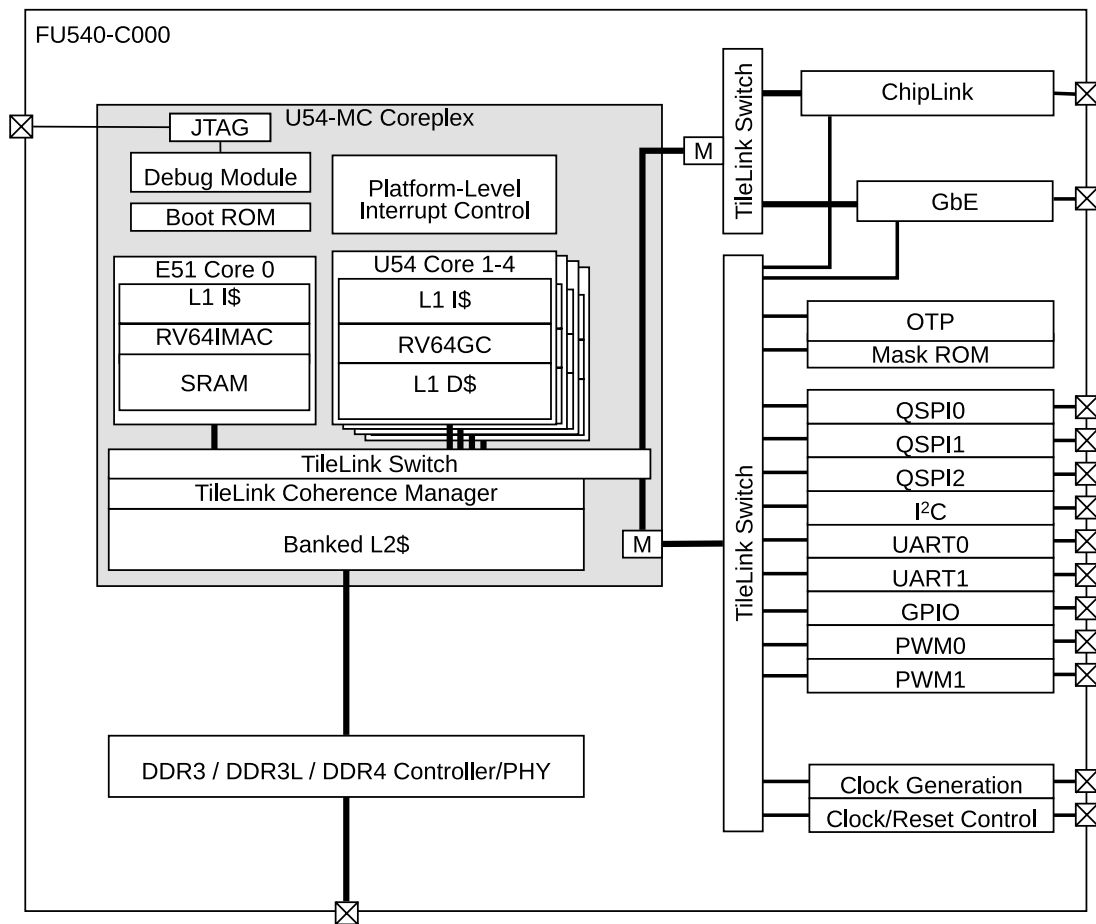 FU540-C000
U54-MC Coreplex
JTAG
Debug Module
Boot ROM
Platform-Level
Interrupt Control
E51 Core 0
L1 I$
RV64IMAC
SRAM
U54 Core 1-4
L1 I$
RV64GC
L1 D$
TileLink Switch
TileLink Coherence Manager
Banked L2$
M
M
DDR3 / DDR3L / DDR4 Controller/PHY
TileLink Switch
ChipLink
GbE
TileLink Switch
OTP
Mask ROM
QSPI0
QSPI1
QSPI2
I²C
UART0
UART1
GPIO
PWM0
PWM1
Clock Generation
Clock/Reset Control